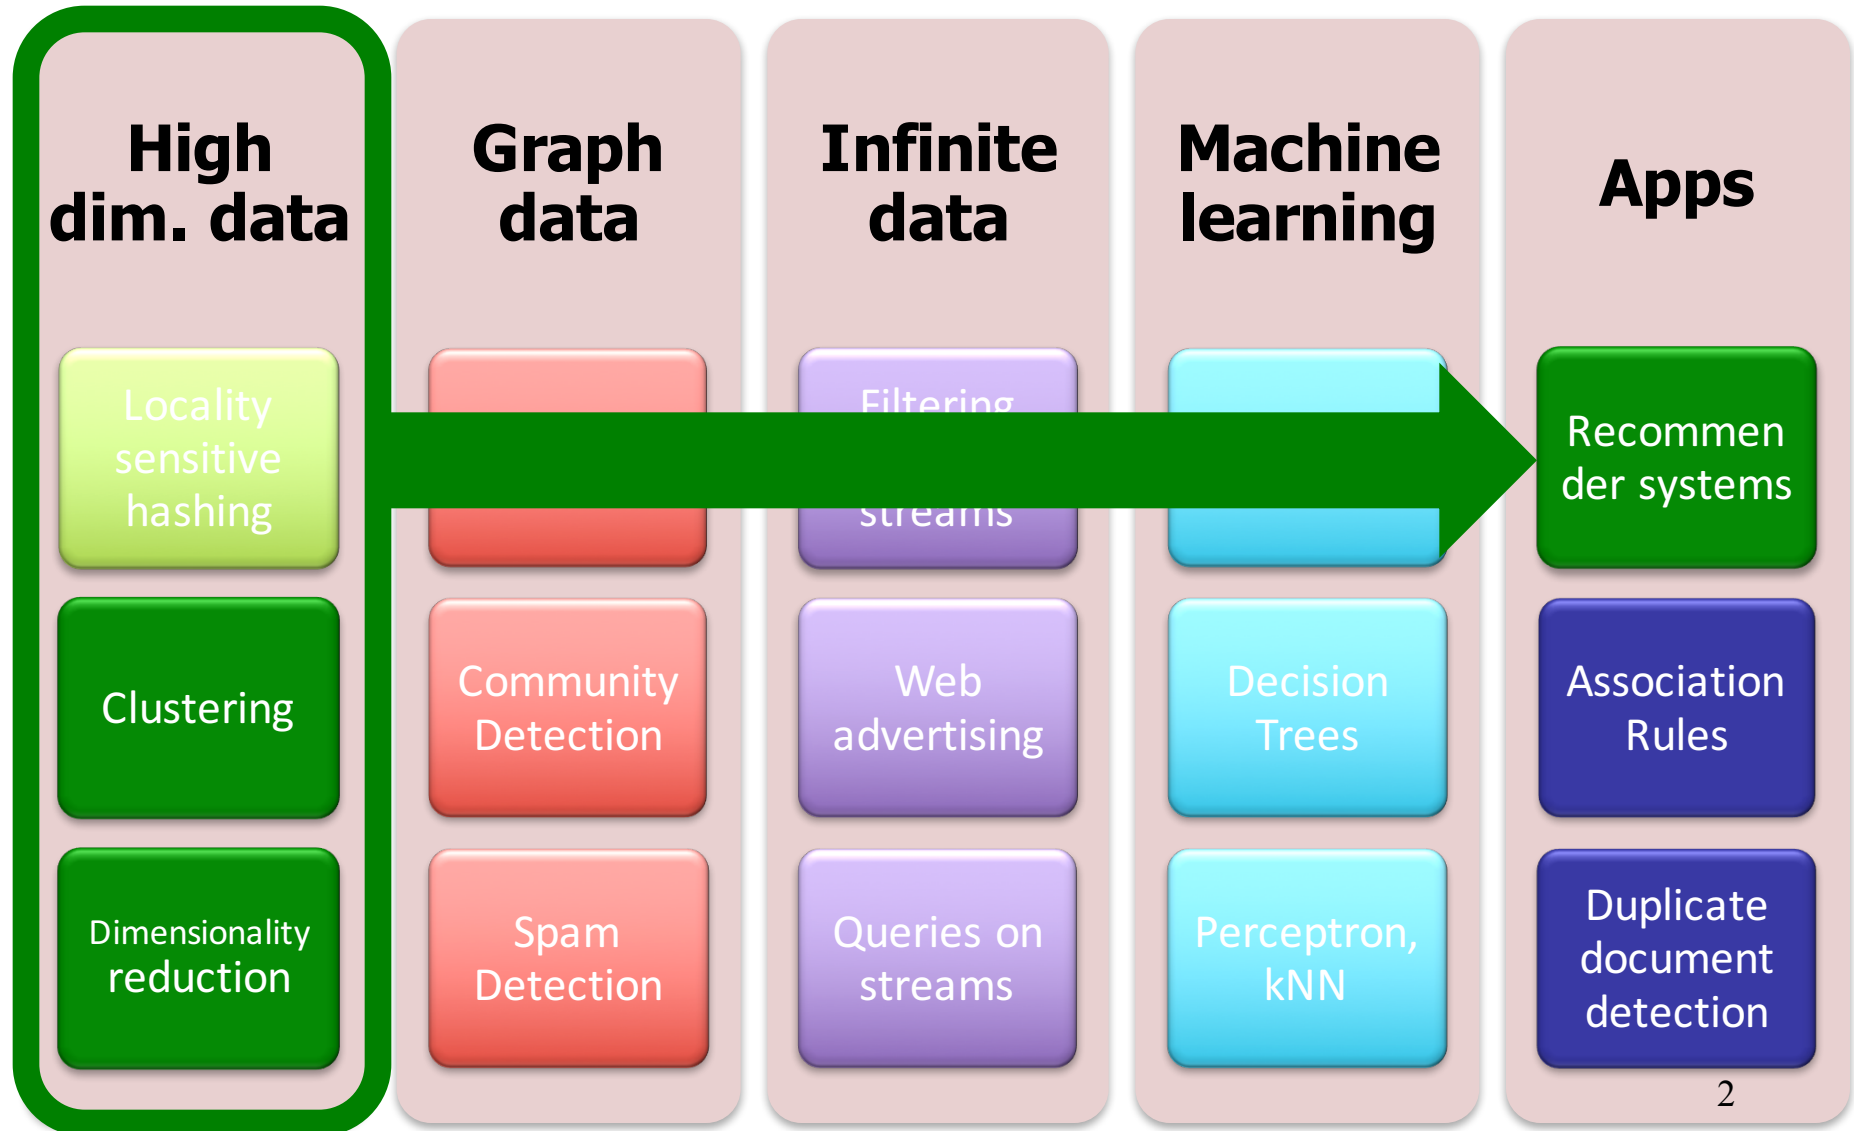 High
dim. data
Locality
sensitive
hashing
Clustering
Dimensionality
reduction
Graph
data
Community
Detection
Spam
Detection
Infinite
data
Filtering
streams
Web
advertising
Queries on
streams
Machine
learning
Decision
Trees
Perceptron,
kNN
Apps
Recommen
der systems
Association
Rules
Duplicate
document
detection
2